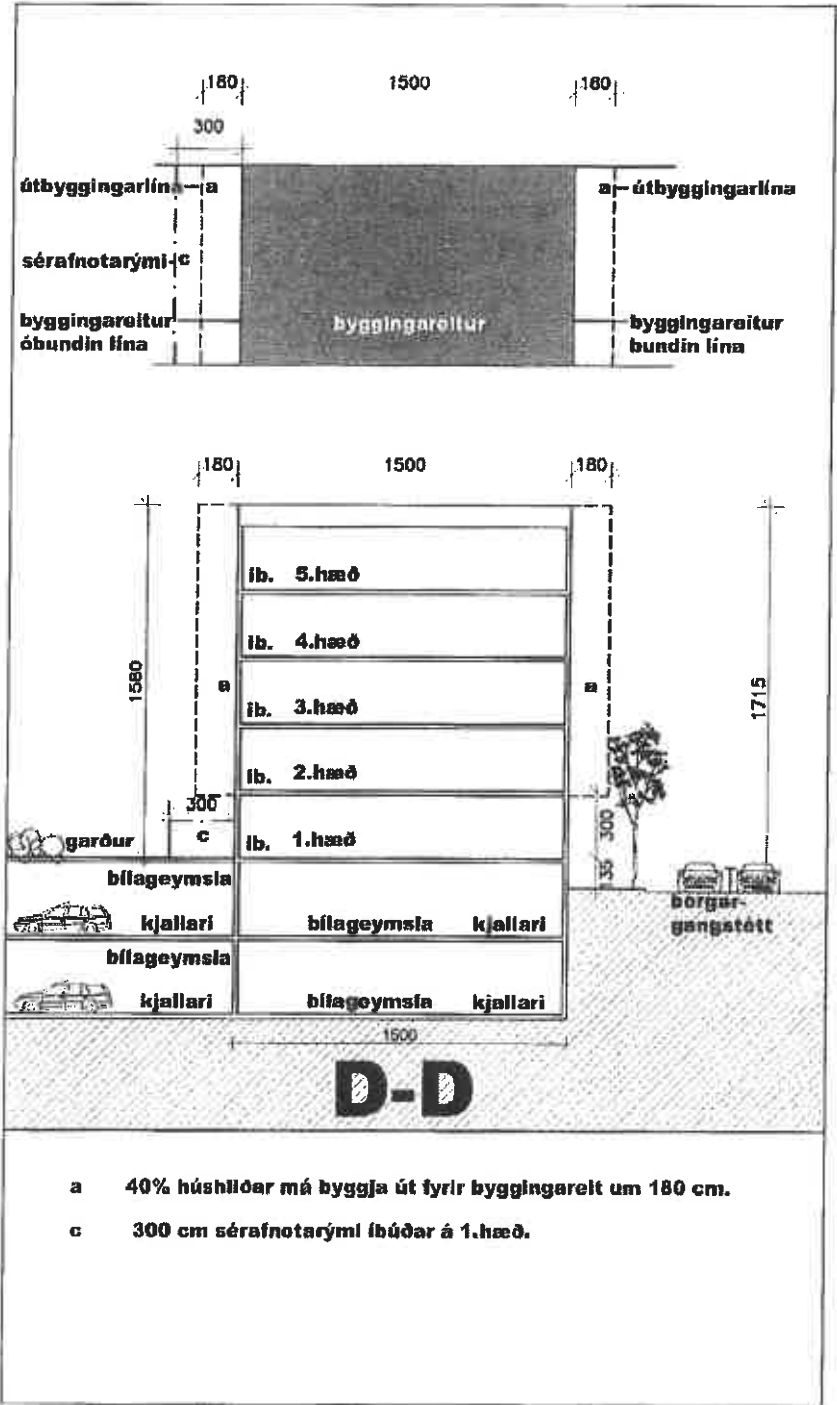 180 1500 180
300
útbyggingarlína a a útbyggingarlína
sérafnotarými c
byggingareitur byggingareitur byggingareitur
óbundin lína bundin lína
180 1500 180
íb. 5.hæð
íb. 4.hæð
1580 a íb. 3.hæð a 1715
íb. 2.hæð
300
garður c íb. 1.hæð 300
135
bílageymsla
kjallari bílageymsla kjallari
borgar-
gangstétt
bílageymsla
kjallari bílageymsla kjallari
1500
D-D
a 40% húshliðar má byggja út fyrir byggingareit um 180 cm.
c 300 cm sérafnotarými íbúðar á 1.hæð.